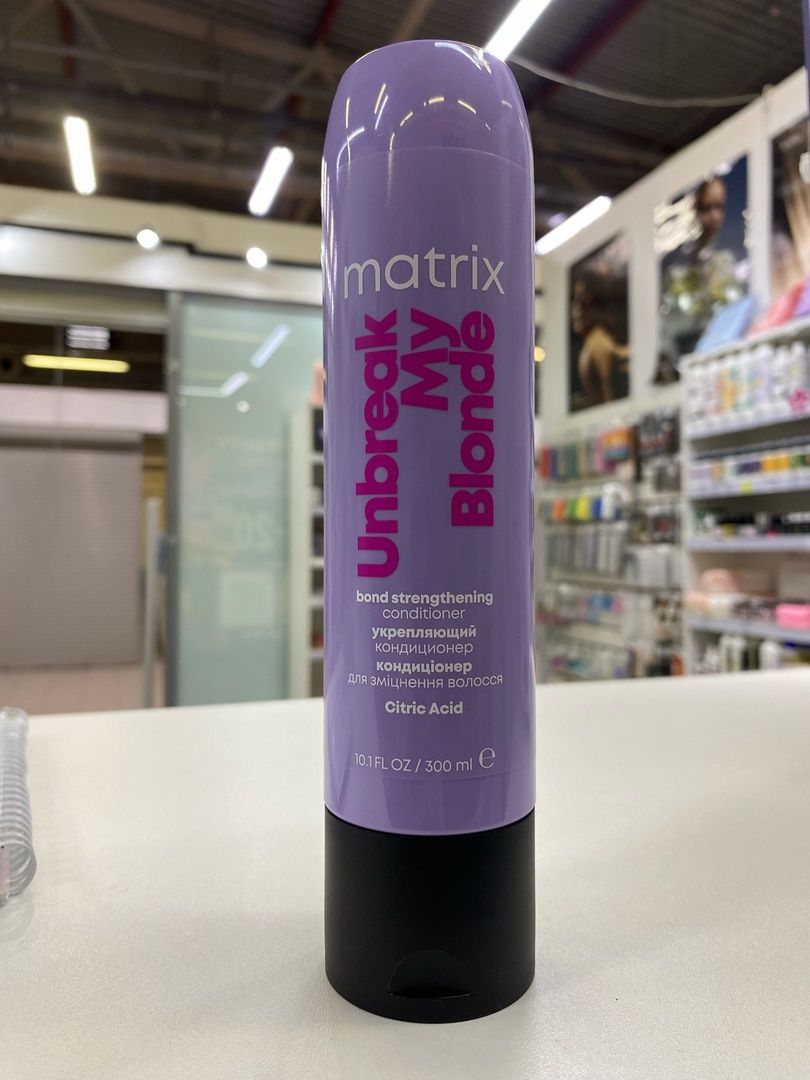 matrix
Unbreak
My
Blonde
bond strengthening
conditioner
укрепляющий
кондиционер
кондиціонер
для зміцнення волосся
Citric Acid
10.1 FL OZ / 300 ml ℮